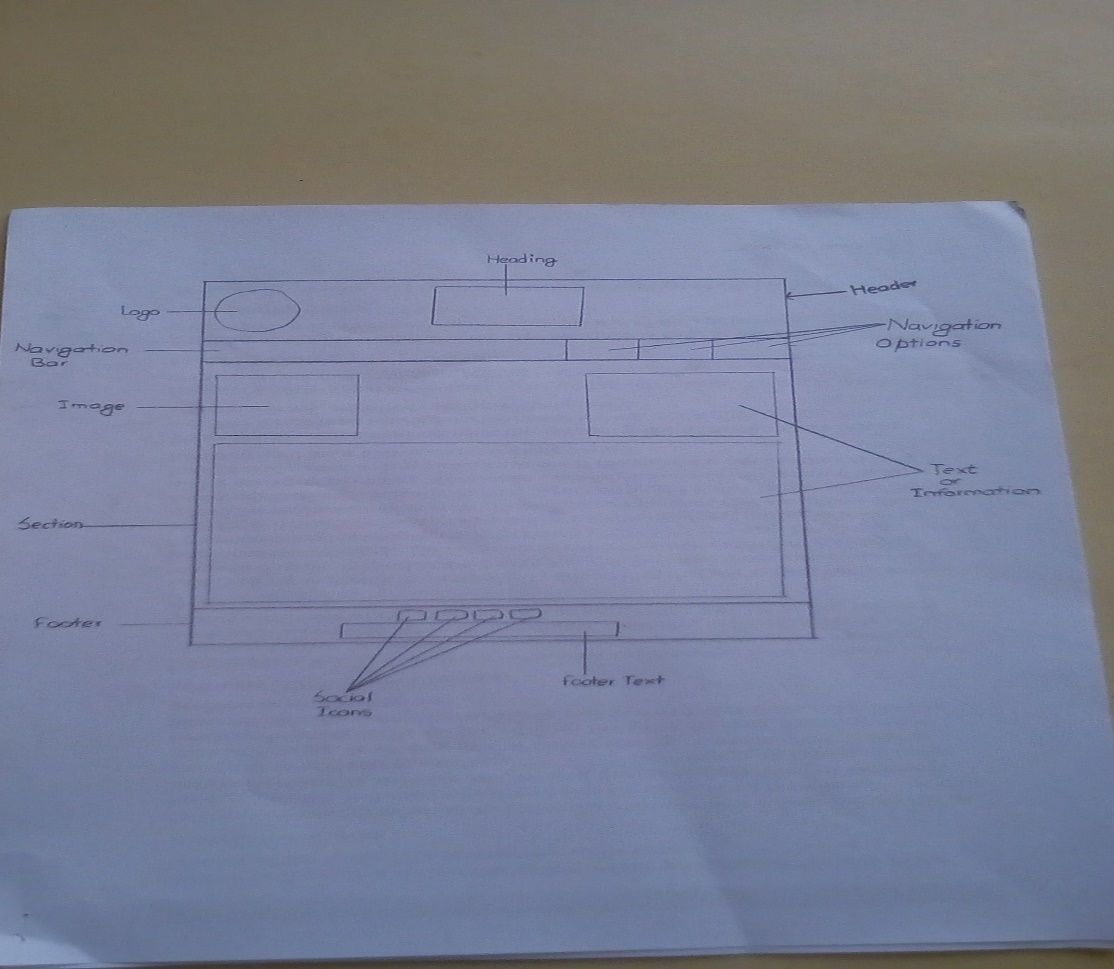 Heading
Header
Logo
Navigation
Options
Navigation
Bar
Image
Text
or
Information
Section
Footer
Footer Text
Social
Icons